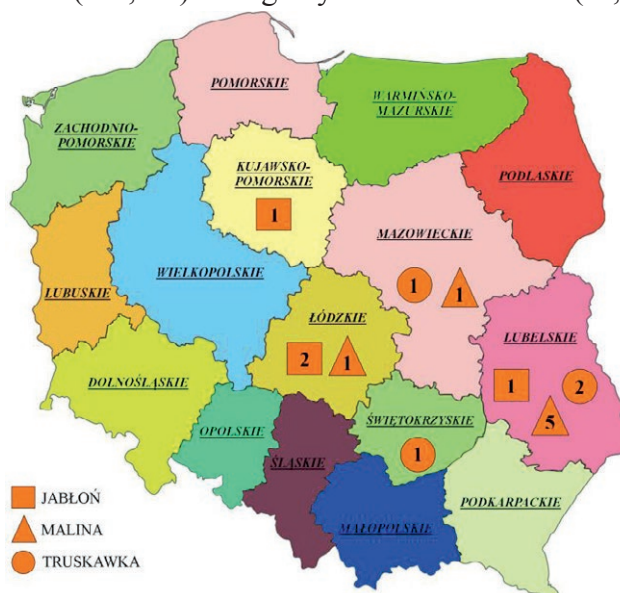 POMORSKIE
WARMIŃSKO-
MAZURSKIE
ZACHODNIO-
POMORSKIE
KUJAWSKO-
POMORSKIE
1
PODLASKIE
MAZOWIECKIE
1
1
WIELKOPOLSKIE
LUBUSKIE
ŁÓDZKIE
2
1
LUBELSKIE
1
2
5
DOLNOŚLĄSKIE
OPOLSKIE
ŚWIĘTOKRZYSKIE
1
ŚLĄSKIE
PODKARPACKIE
MAŁOPOLSKIE
JABŁOŃ
MALINA
TRUSKAWKA